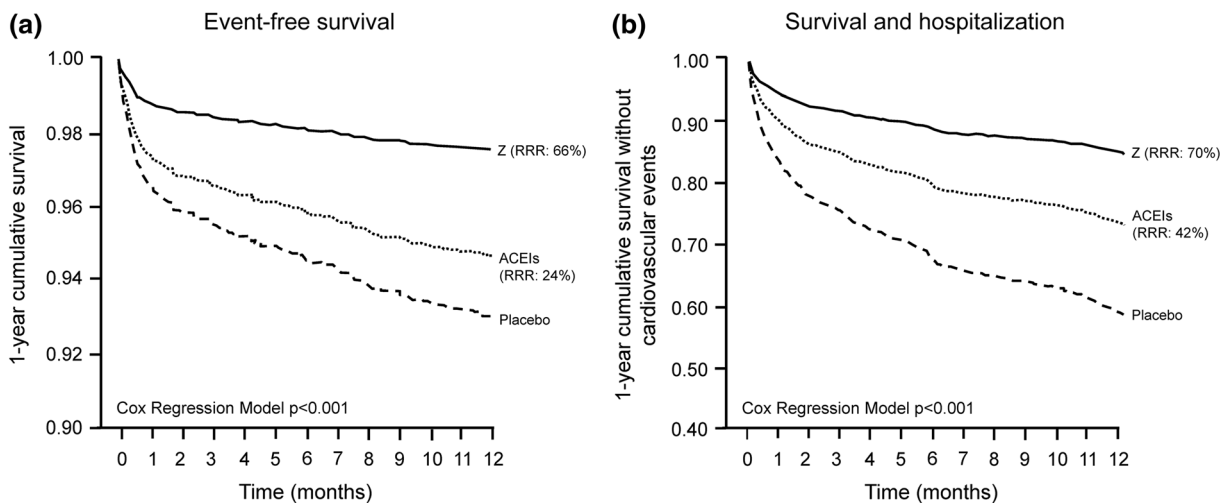 (a)
Event-free survival
1-year cumulative survival
1.00
0.98
0.96
0.94
0.92
0.90
Z (RRR: 66%)
ACEIs
(RRR: 24%)
Placebo
Cox Regression Model p<0.001
0 1 2 3 4 5 6 7 8 9 10 11 12
Time (months)
(b)
Survival and hospitalization
1-year cumulative survival without
cardiovascular events
1.00
0.90
0.80
0.70
0.60
0.50
0.40
Z (RRR: 70%)
ACEIs
(RRR: 42%)
Placebo
Cox Regression Model p<0.001
0 1 2 3 4 5 6 7 8 9 10 11 12
Time (months)